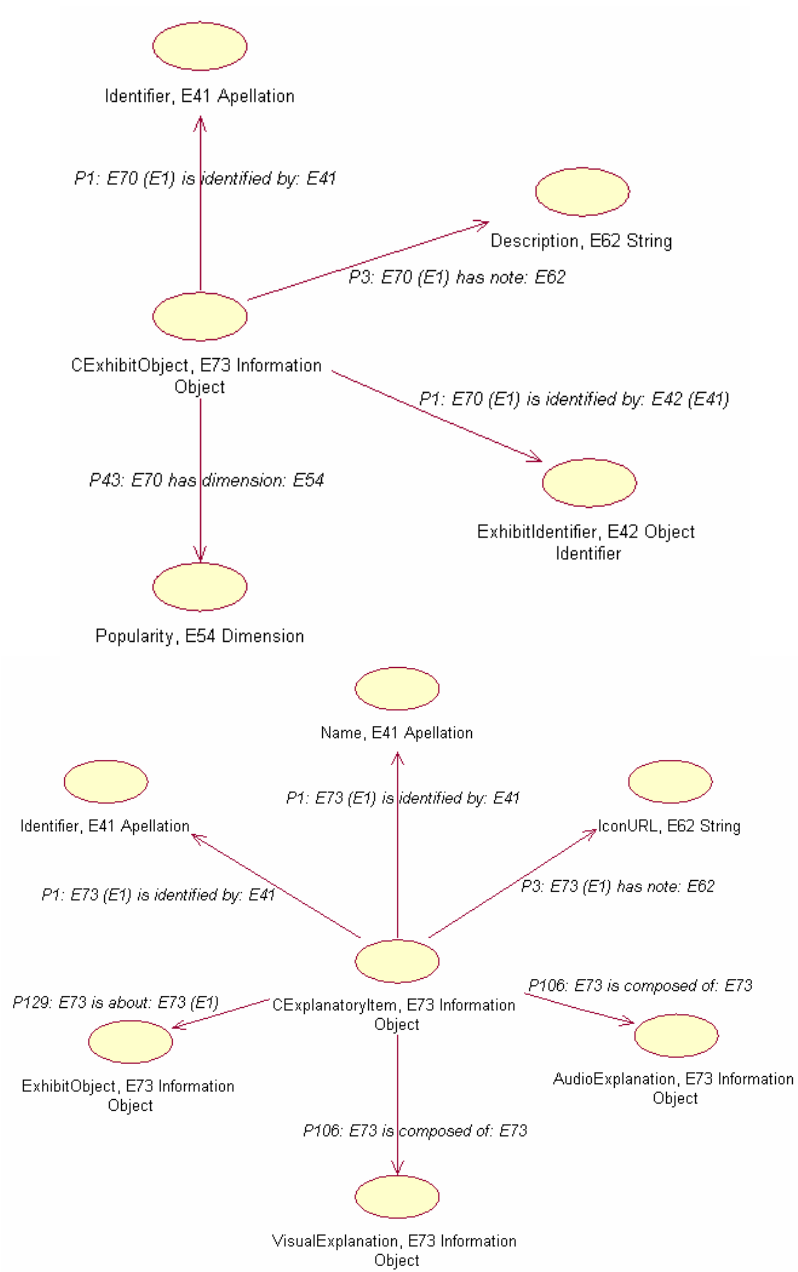 Identifier, E41 Apellation
P1: E70 (E1) is identified by: E41
Description, E62 String
P3: E70 (E1) has note: E62
CExhibitObject, E73 Information
Object
P1: E70 (E1) is identified by: E42 (E41)
P43: E70 has dimension: E54
ExhibitIdentifier, E42 Object
Identifier
Popularity, E54 Dimension
Name, E41 Apellation
P1: E73 (E1) is identified by: E41
Identifier, E41 Apellation
IconURL, E62 String
P1: E73 (E1) is identified by: E41
P3: E73 (E1) has note: E62
P129: E73 is about: E73 (E1)
CExplanatoryItem, E73 Information
Object
P106: E73 is composed of: E73
ExhibitObject, E73 Information
Object
AudioExplanation, E73 Information
Object
P106: E73 is composed of: E73
VisualExplanation, E73 Information
Object